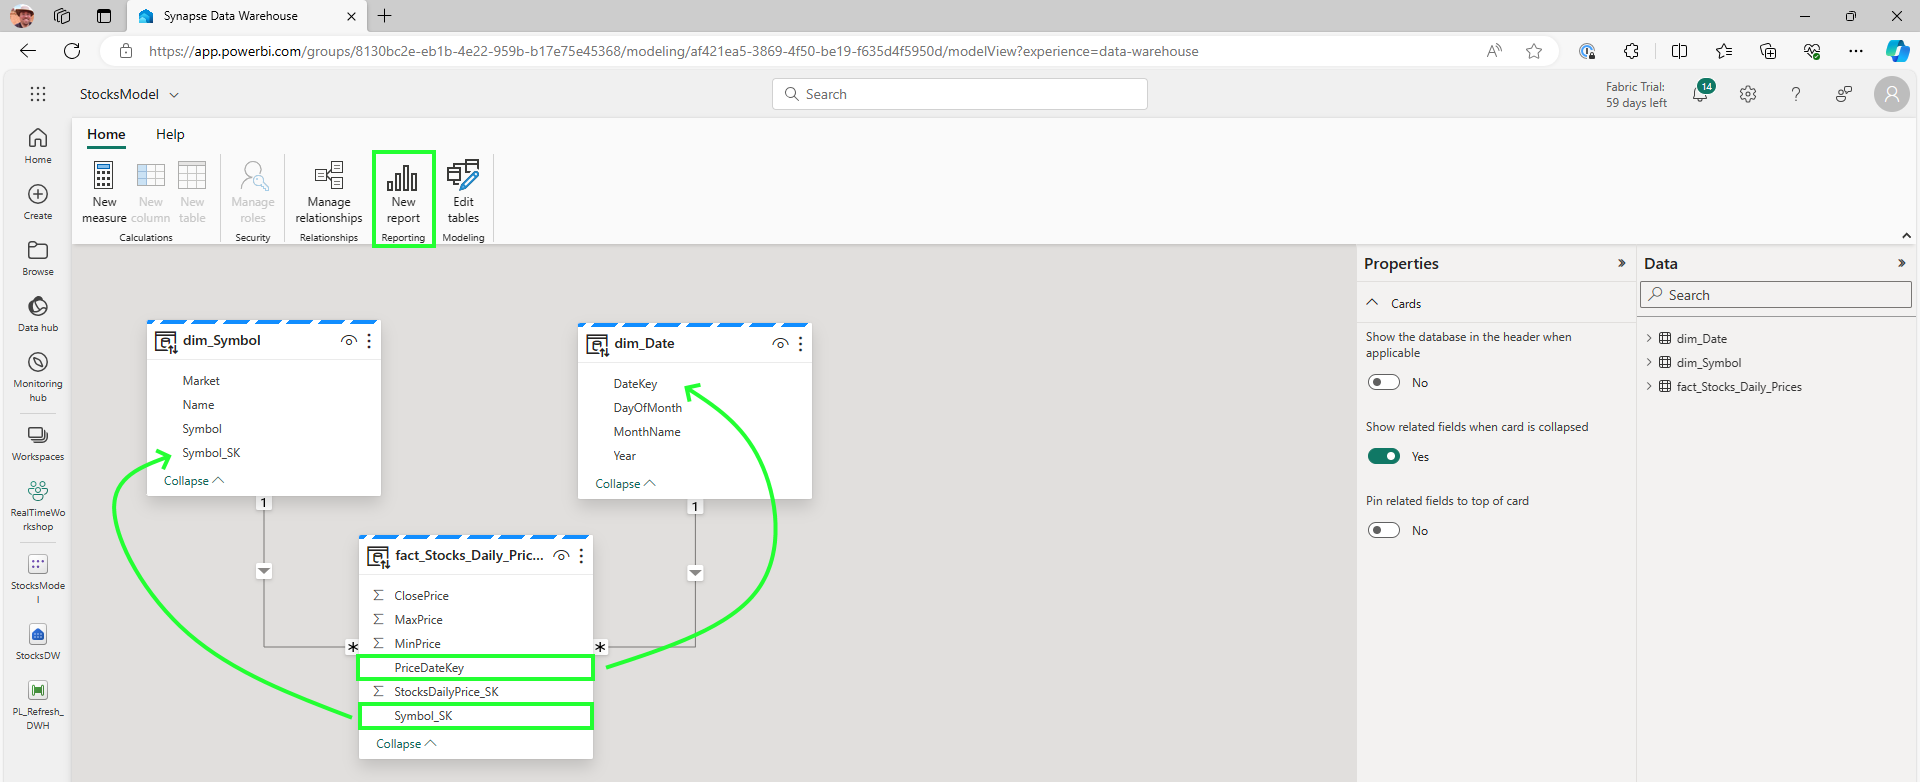 Synapse Data Warehouse
https://app.powerbi.com/groups/8130bc2e-eb1b-4e22-959b-b17e75e45368/modeling/af421ea5-3869-4f50-be19-f635d4f5950d/modelView?experience=data-warehouse
StocksModel
Search
Fabric Trial:
59 days left
14
Home
Help
New
measure
New
column
New
table
Calculations
Manage
roles
Security
Manage
relationships
Relationships
New
report
Reporting
Edit
tables
Modeling
Home
Create
Browse
Data hub
Monitoring
hub
Workspaces
RealTimeWo
rkshop
StocksMode
l
StocksDW
PL_Refresh_
DWH
dim_Symbol
Market
Name
Symbol
Symbol_SK
Collapse
1
dim_Date
DateKey
DayOfMonth
MonthName
Year
Collapse
1
fact_Stocks_Daily_Pric...
ClosePrice
MaxPrice
MinPrice
PriceDateKey
StocksDailyPrice_SK
Symbol_SK
Collapse
*
*
Properties
Cards
Show the database in the header when
applicable
No
Show related fields when card is collapsed
Yes
Pin related fields to top of card
No
Data
Search
dim_Date
dim_Symbol
fact_Stocks_Daily_Prices